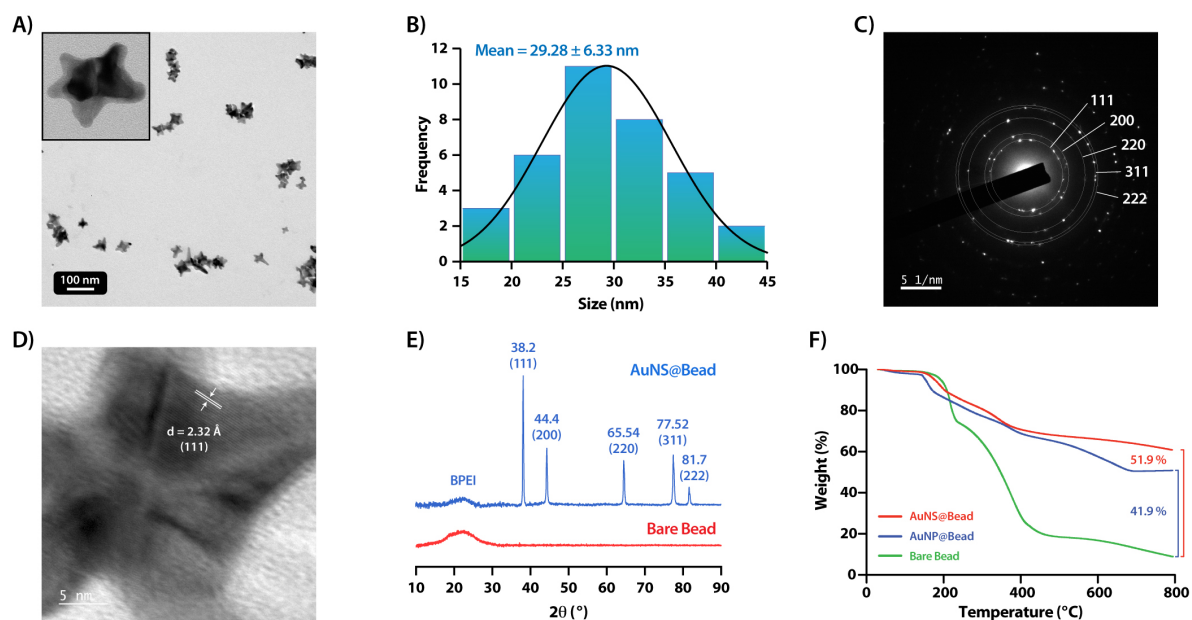 A)
100 nm
B)
Mean = 29.28 ± 6.33 nm
Frequency
12
10
8
6
4
2
0
15
20
25
30
35
40
45
Size (nm)
C)
111
200
220
311
222
5 1/nm
D)
d = 2.32 Å
(111)
5 nm
E)
38.2
(111)
AuNS@Bead
44.4
(200)
65.54
(220)
77.52
(311)
81.7
(222)
BPEI
Bare Bead
10
20
30
40
50
60
70
80
90
2θ (°)
F)
Weight (%)
100
80
60
40
20
0
51.9 %
41.9 %
AuNS@Bead
AuNP@Bead
Bare Bead
200
400
600
800
Temperature (°C)